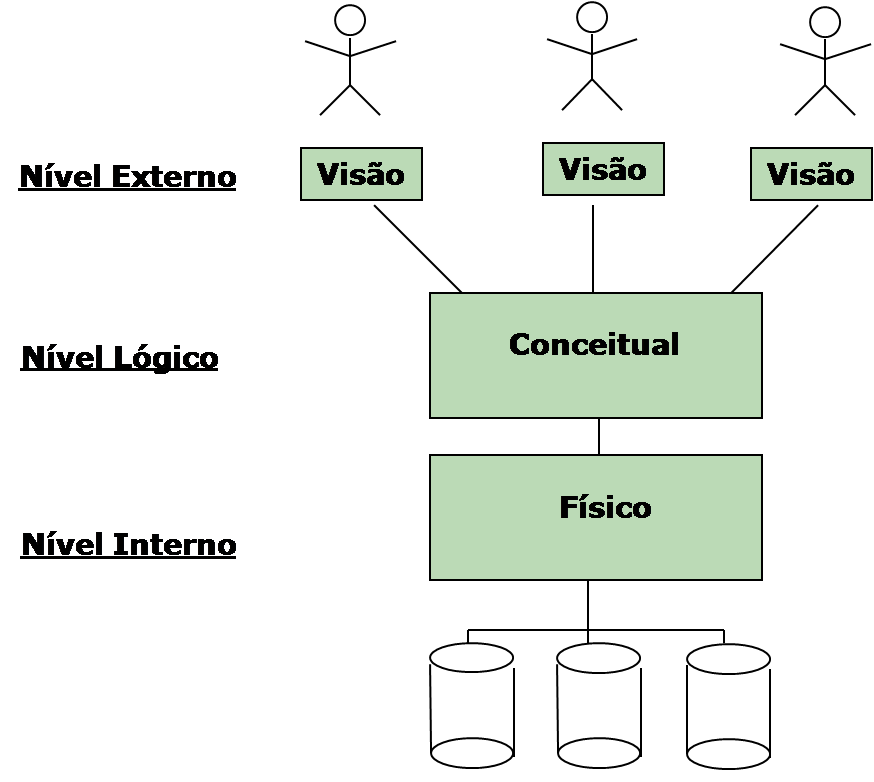 Nível Externo
Visão
Visão
Visão
Nível Lógico
Conceitual
Físico
Nível Interno